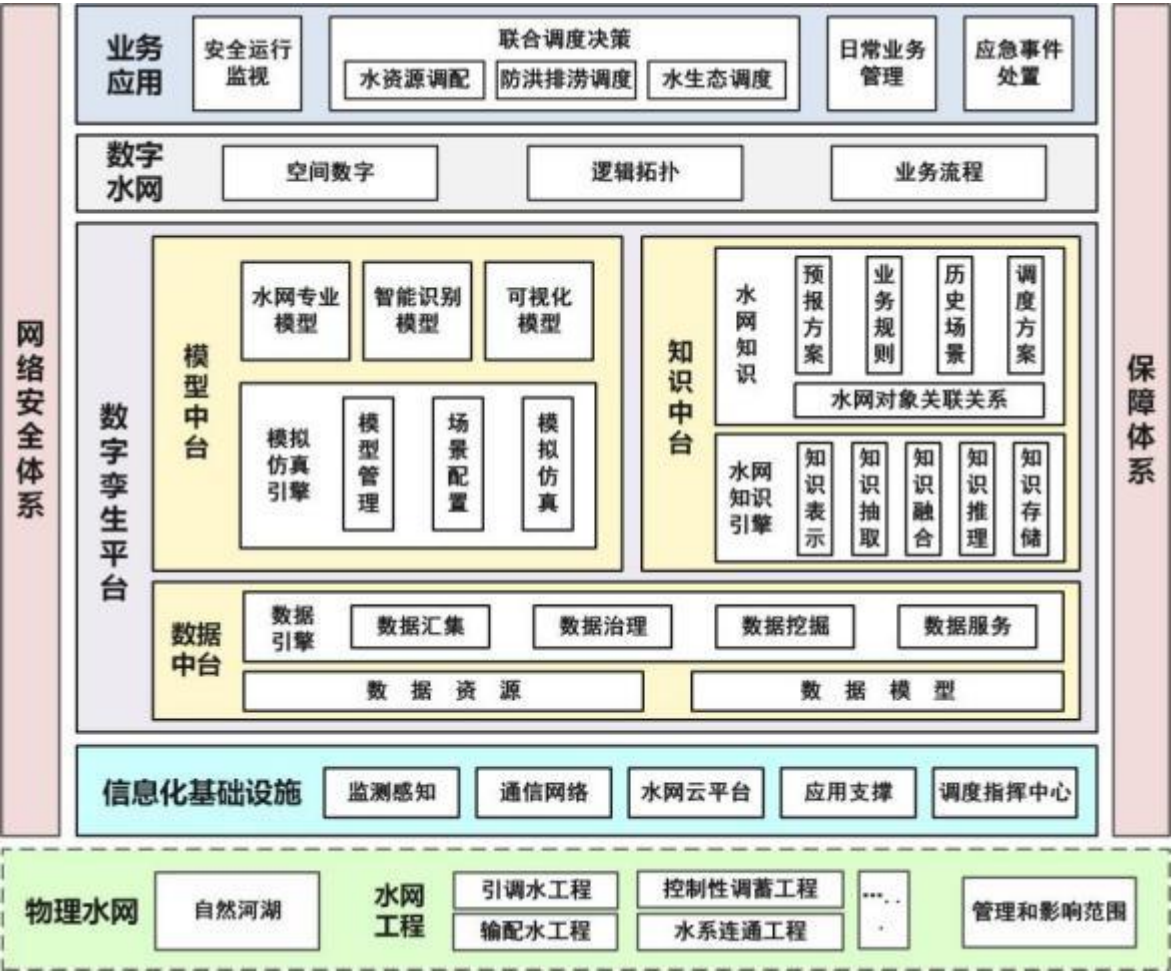 业务
应用
安全运行
监视
联合调度决策
水资源调配
防洪排涝调度
水生态调度
日常业务
管理
应急事件
处置
数字
水网
空间数字
逻辑拓扑
业务流程
网络安全体系
保障体系
数字孪生平台
模型中台
水网专业
模型
智能识别
模型
可视化
模型
模拟
仿真
引擎
模型管理
场景配置
模拟仿真
知识中台
水网知识
预报方案
业务规则
历史场景
调度方案
水网对象关联关系
水网
知识
引擎
知识表示
知识抽取
知识融合
知识推理
知识存储
数据
中台
数据
引擎
数据汇集
数据治理
数据挖掘
数据服务
数据资源
数据模型
信息化基础设施
监测感知
通信网络
水网云平台
应用支撑
调度指挥中心
物理水网
自然河湖
水网
工程
引调水工程
控制性调蓄工程
输配水工程
水系连通工程
......
管理和影响范围